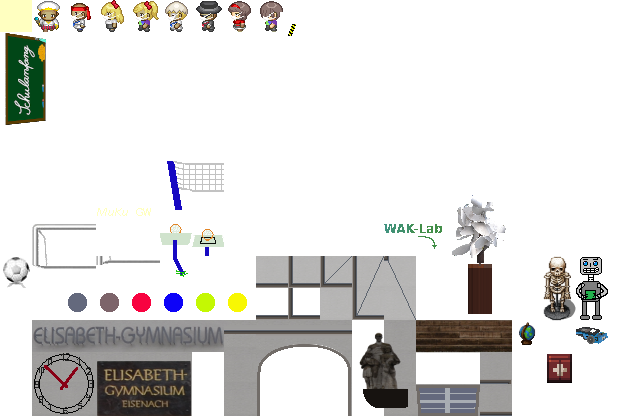 Schulanfang
WAK-Lab
ELISABETH-GYMNASIUM
ELISABETH-
GYMNASIUM
EISENACH